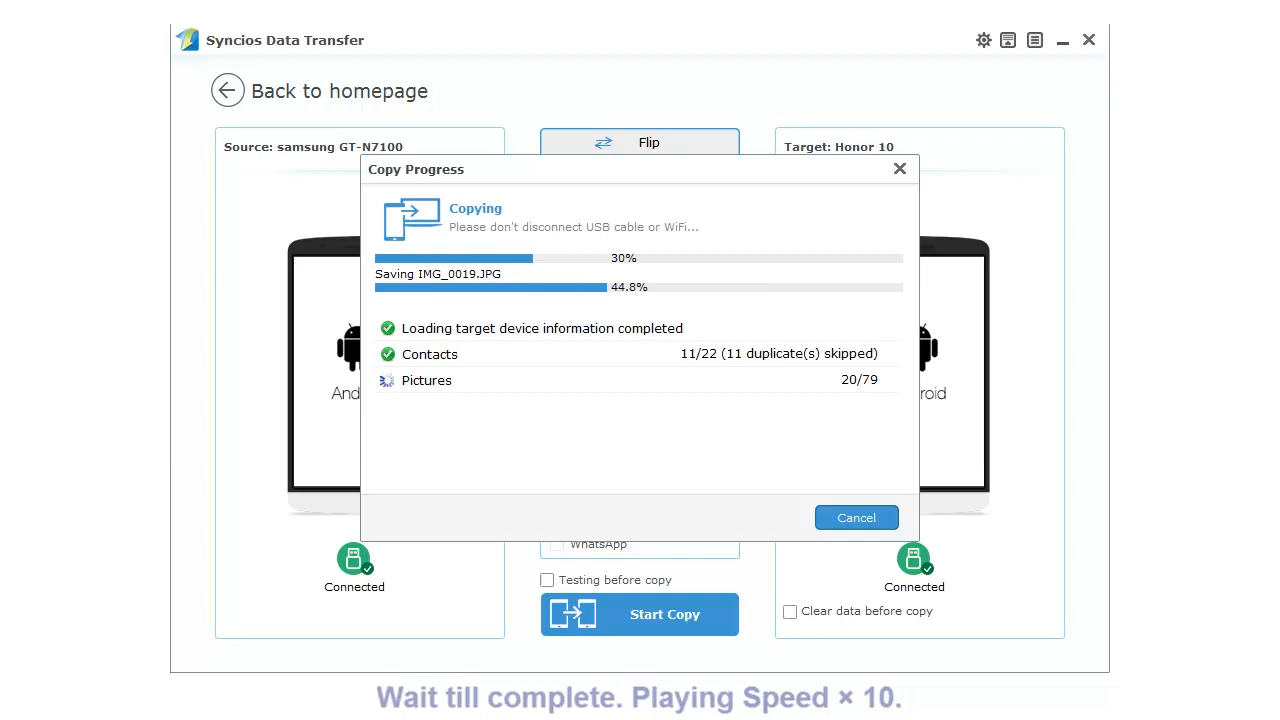 Syncios Data Transfer
Back to homepage
Source: samsung GT-N7100
Flip
Target: Honor 10
Copy Progress
Copying
Please don't disconnect USB cable or WiFi...
30%
Saving IMG_0019.JPG
44.8%
Loading target device information completed
Contacts 11/22 (11 duplicate(s) skipped)
Pictures 20/79
And
roid
Cancel
WhatsApp
Connected
Testing before copy
Start Copy
Connected
Clear data before copy
Wait till complete. Playing Speed × 10.